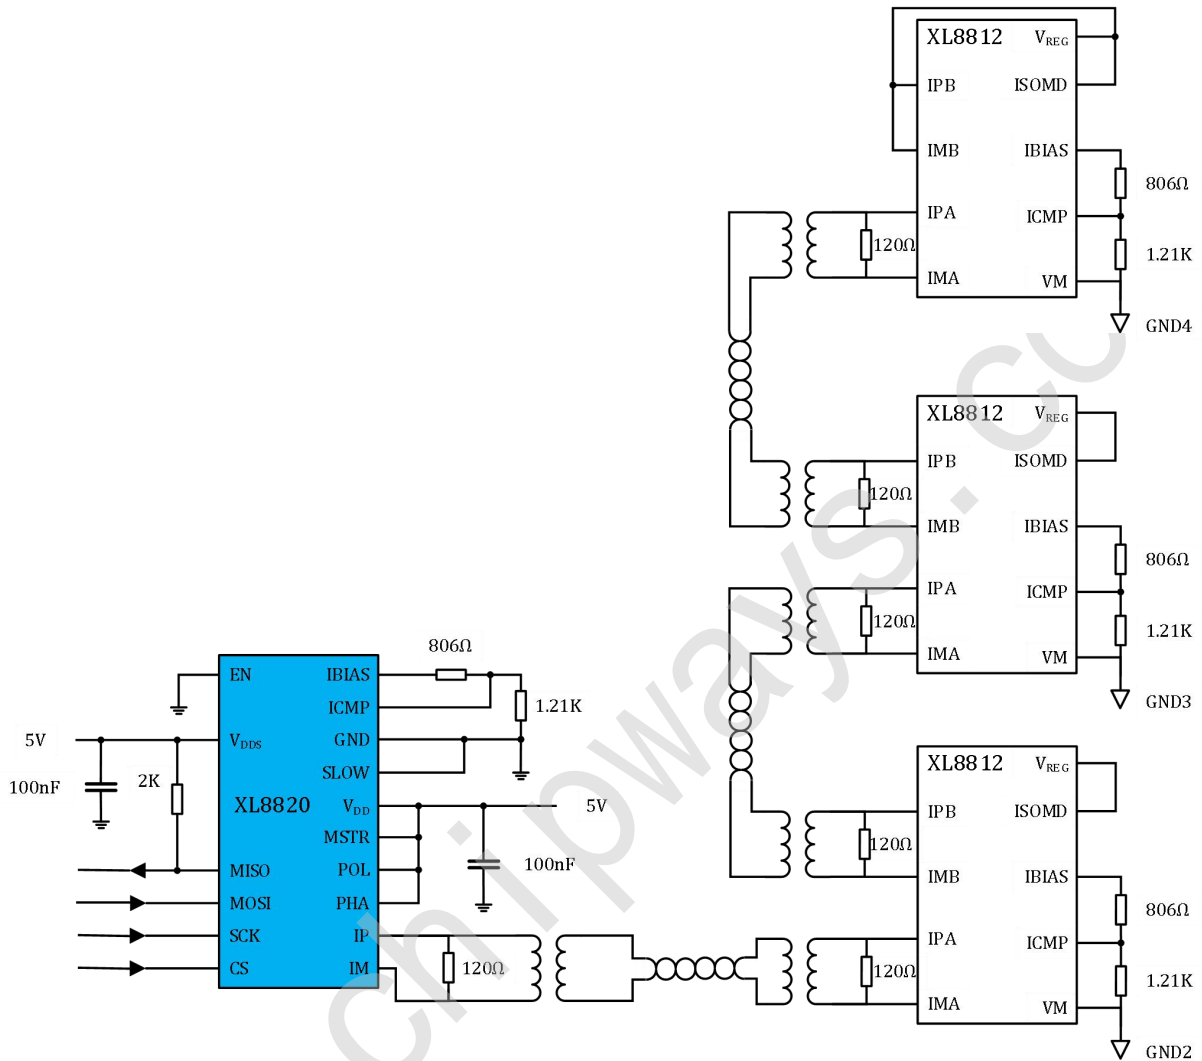 XL8812 VREG
IPB ISOMD
IMB IBIAS
806Ω
IPA ICMP
120Ω
1.21K
IMA VM
GND4
XL8812 VREG
IPB ISOMD
120Ω
IMB IBIAS
806Ω
IPA ICMP
120Ω
1.21K
IMA VM
GND3
806Ω
EN IBIAS
ICMP
1.21K
5V VDDS GND
SLOW
100nF 2K
XL8820 VDD 5V
MSTR
MISO POL 100nF
MOSI PHA
SCK IP
CS IM 120Ω
XL8812 VREG
IPB ISOMD
120Ω
IMB IBIAS
806Ω
IPA ICMP
120Ω
1.21K
IMA VM
GND2
chipways.co